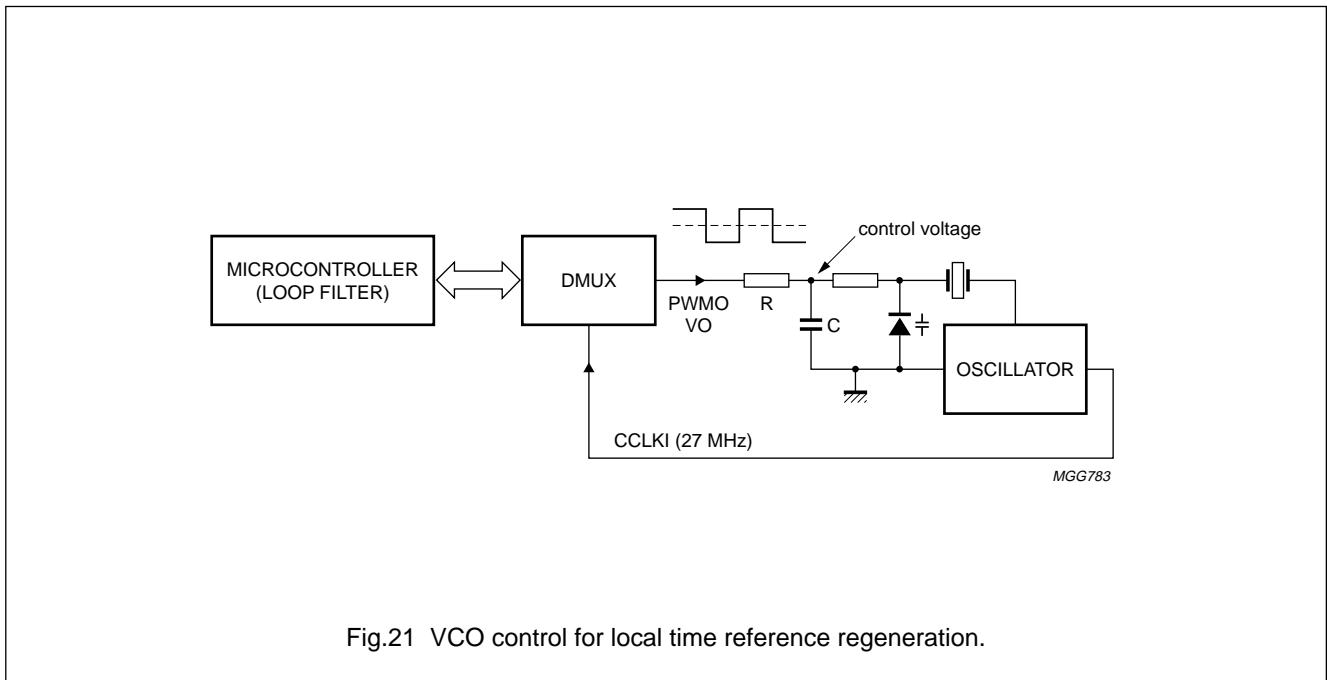 MICROCONTROLLER
(LOOP FILTER)
DMUX
PWMO
VO
R
control voltage
C
OSCILLATOR
CCLKI (27 MHz)
MGG783
Fig.21 VCO control for local time reference regeneration.